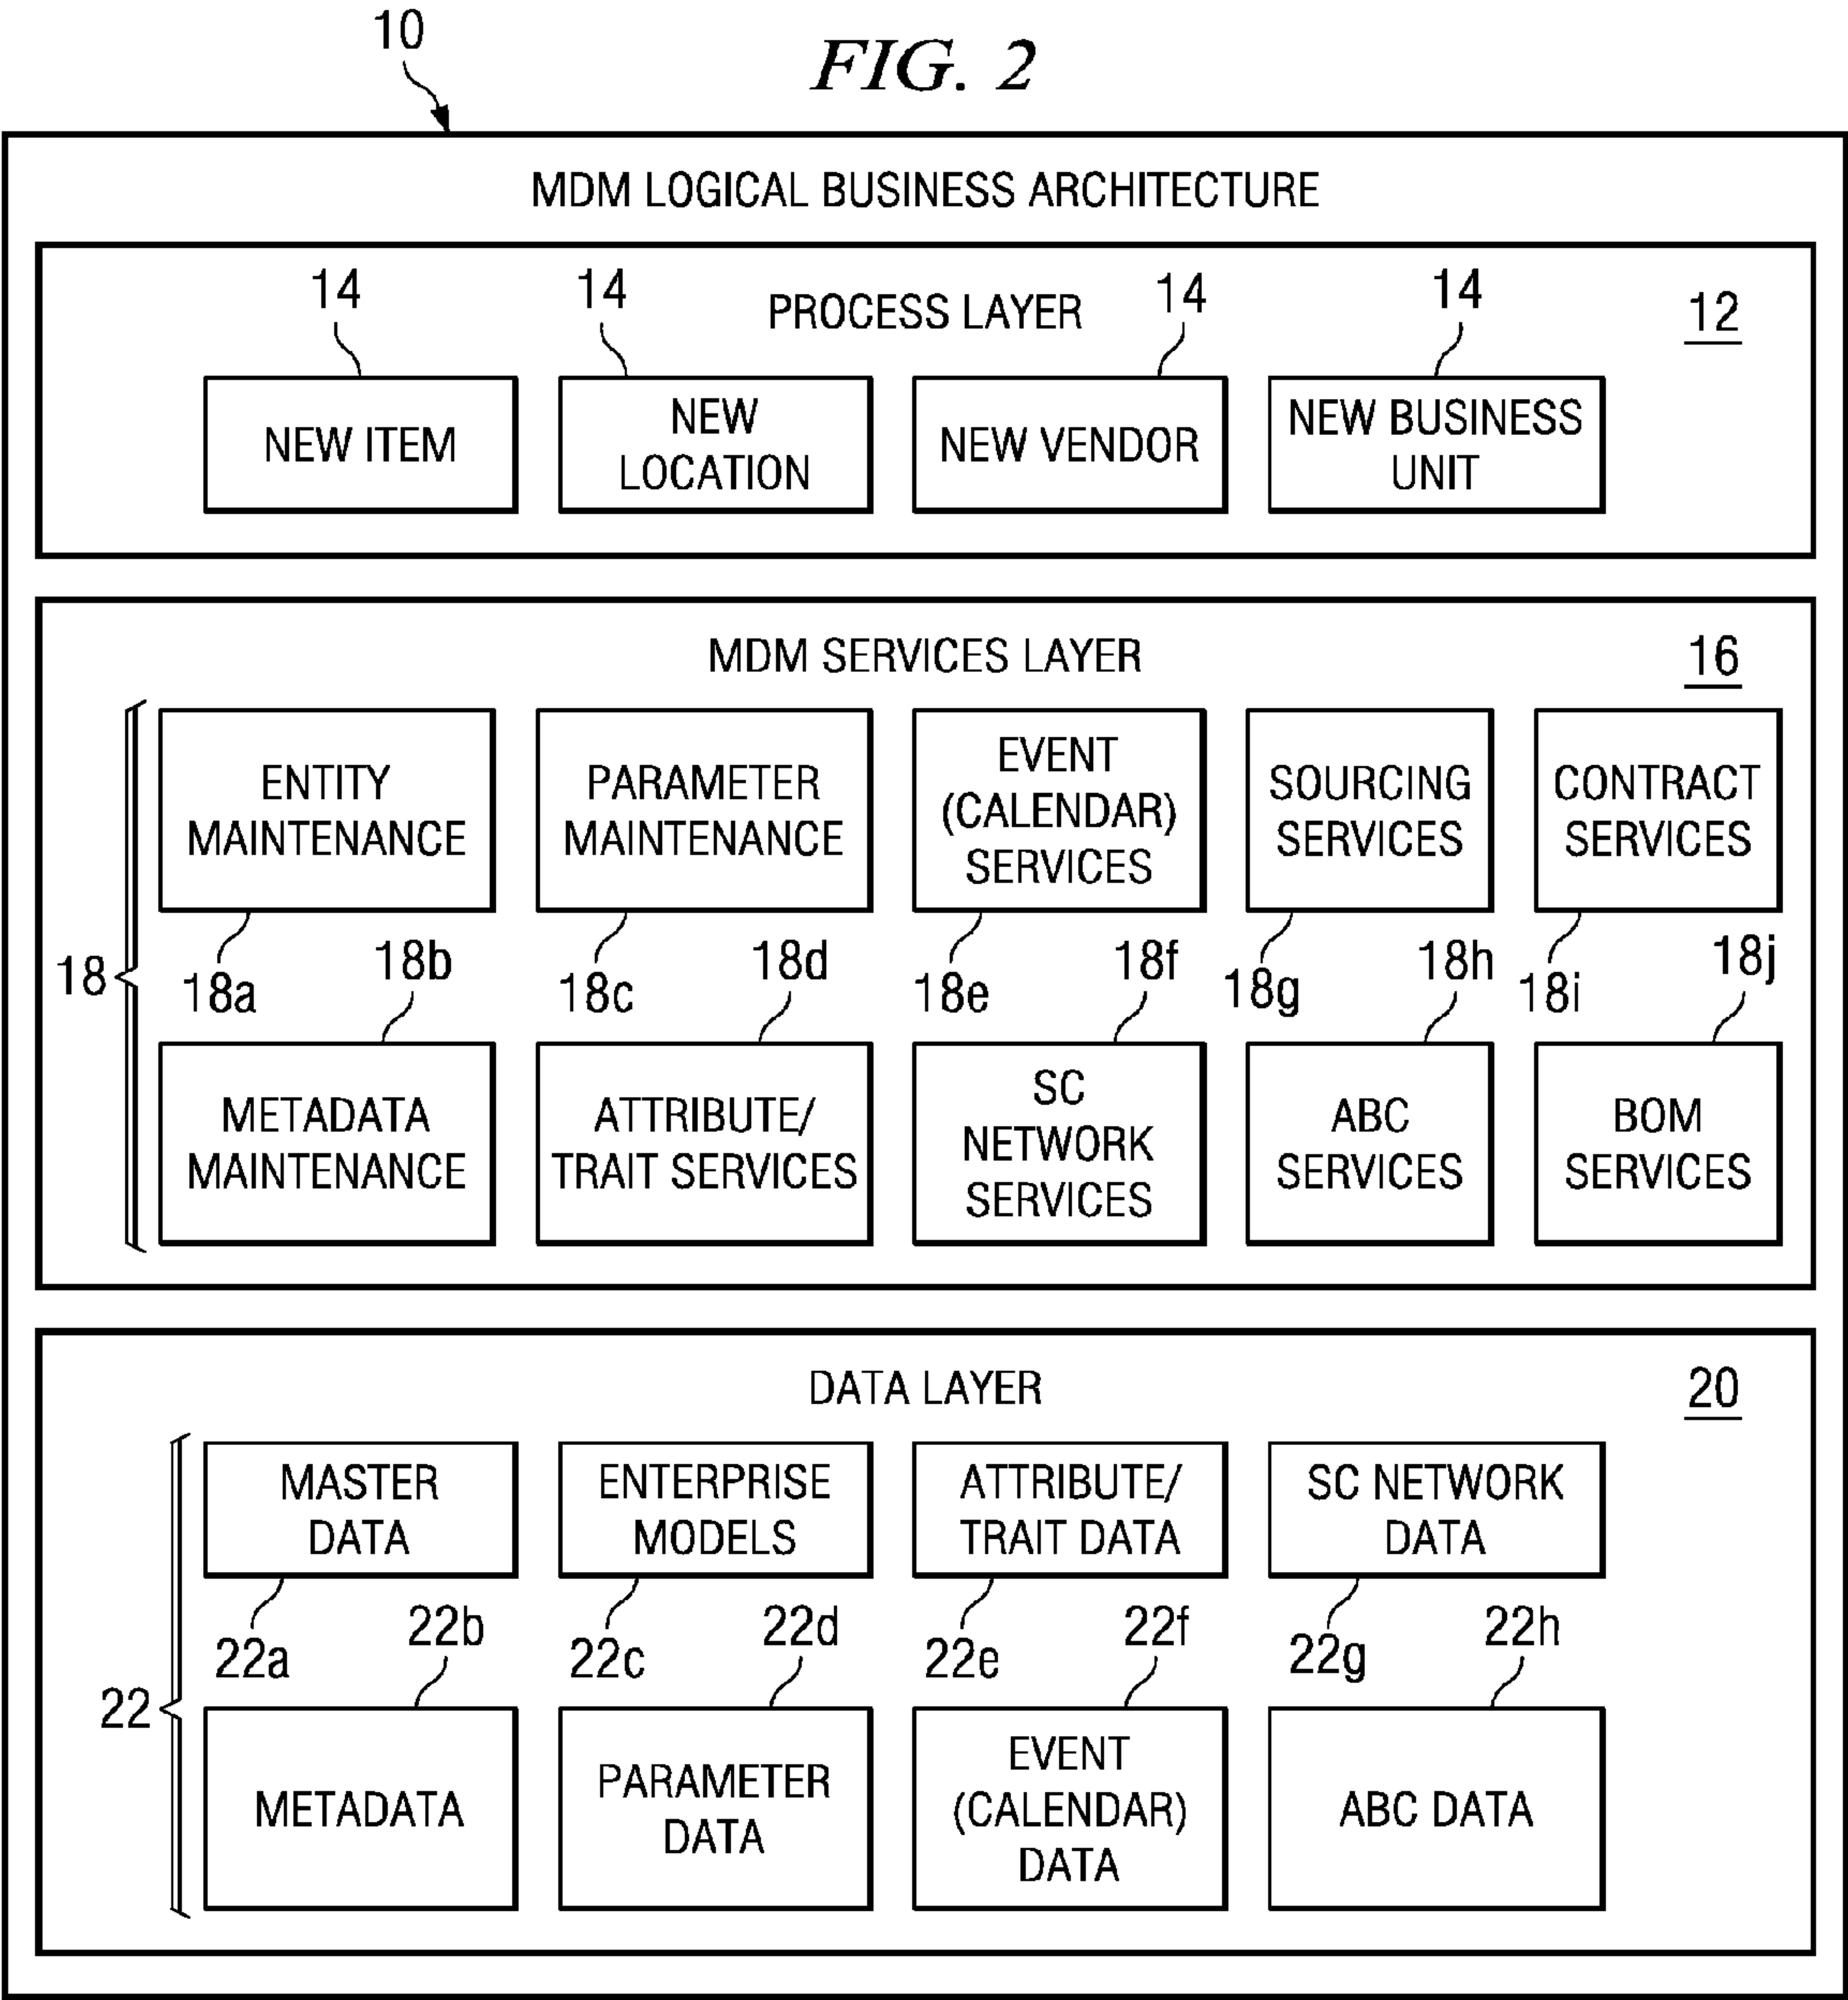 10
FIG. 2
MDM LOGICAL BUSINESS ARCHITECTURE
14
14
PROCESS LAYER
14
14
12
NEW ITEM
NEW
LOCATION
NEW VENDOR
NEW BUSINESS
UNIT
MDM SERVICES LAYER
16
18
ENTITY
MAINTENANCE
PARAMETER
MAINTENANCE
EVENT
(CALENDAR)
SERVICES
SOURCING
SERVICES
CONTRACT
SERVICES
18a
18b
18c
18d
18e
18f
18g
18h
18i
18j
METADATA
MAINTENANCE
ATTRIBUTE/
TRAIT SERVICES
SC
NETWORK
SERVICES
ABC
SERVICES
BOM
SERVICES
DATA LAYER
20
22
MASTER
DATA
ENTERPRISE
MODELS
ATTRIBUTE/
TRAIT DATA
SC NETWORK
DATA
22a
22b
22c
22d
22e
22f
22g
22h
METADATA
PARAMETER
DATA
EVENT
(CALENDAR)
DATA
ABC DATA